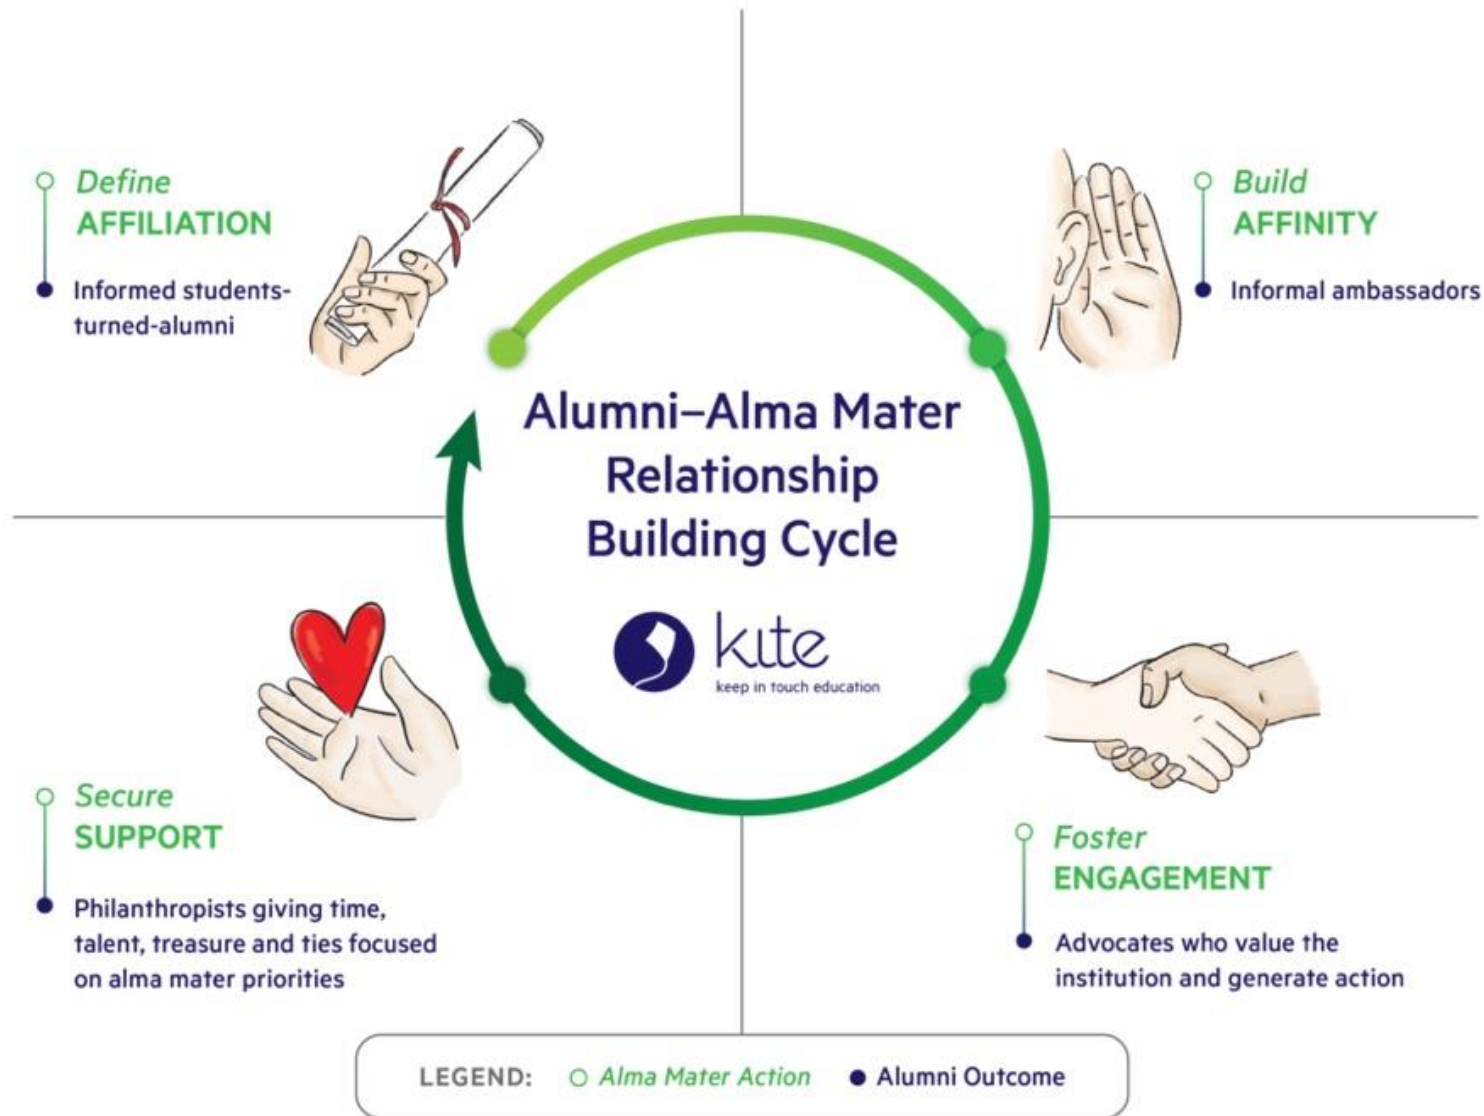 Define
AFFILIATION
Informed students-
turned-alumni
Build
AFFINITY
Informal ambassadors
Alumni–Alma Mater
Relationship
Building Cycle
kite
keep in touch education
Secure
SUPPORT
Philanthropists giving time,
talent, treasure and ties focused
on alma mater priorities
Foster
ENGAGEMENT
Advocates who value the
institution and generate action
LEGEND: Alma Mater Action Alumni Outcome